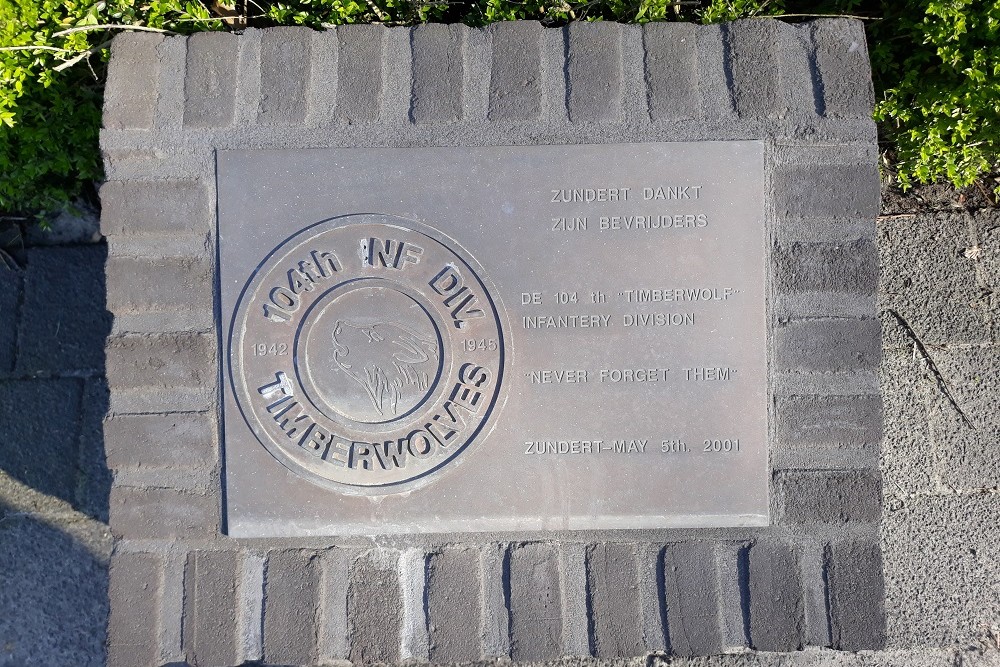 104th INF DIV.
1942 1945
TIMBERWOLVES
ZUNDERT DANKT
ZIJN BEVRIJDERS
DE 104 th "TIMBERWOLF"
INFANTERY DIVISION
"NEVER FORGET THEM"
ZUNDERT-MAY 5th. 2001